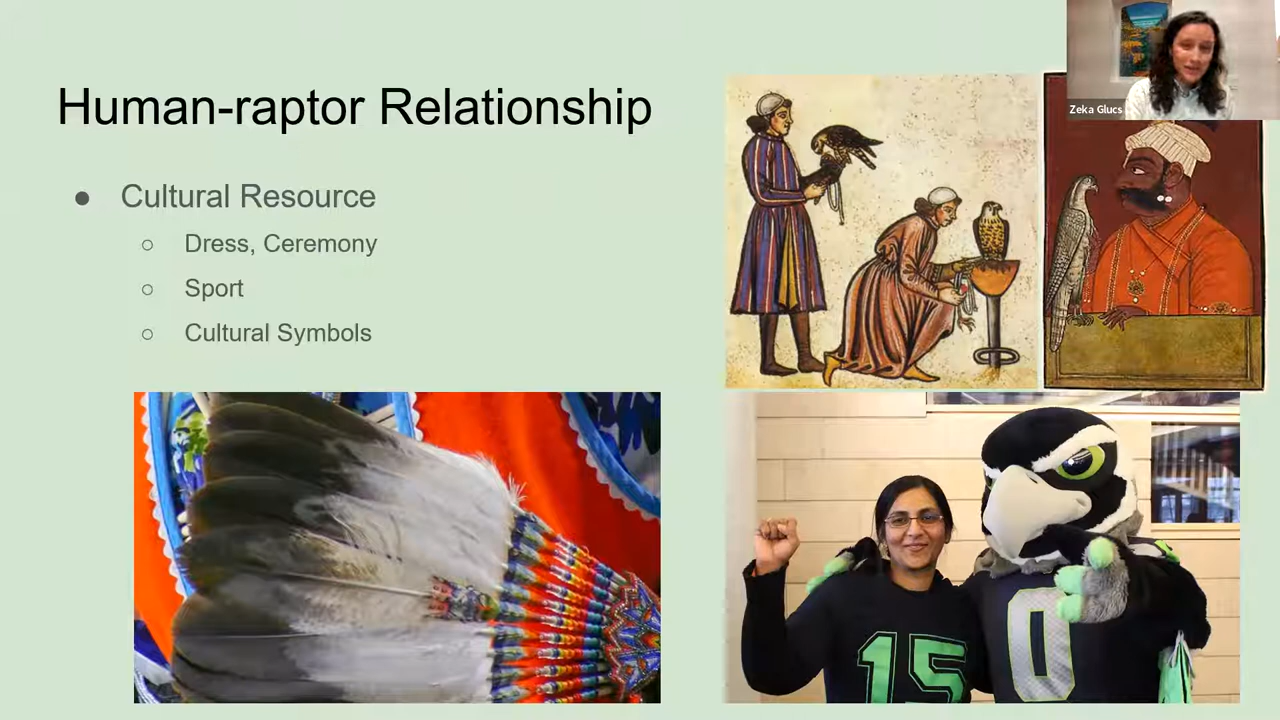 Human-raptor Relationship
● Cultural Resource
○ Dress, Ceremony
○ Sport
○ Cultural Symbols
Zeka Glucs
15
0